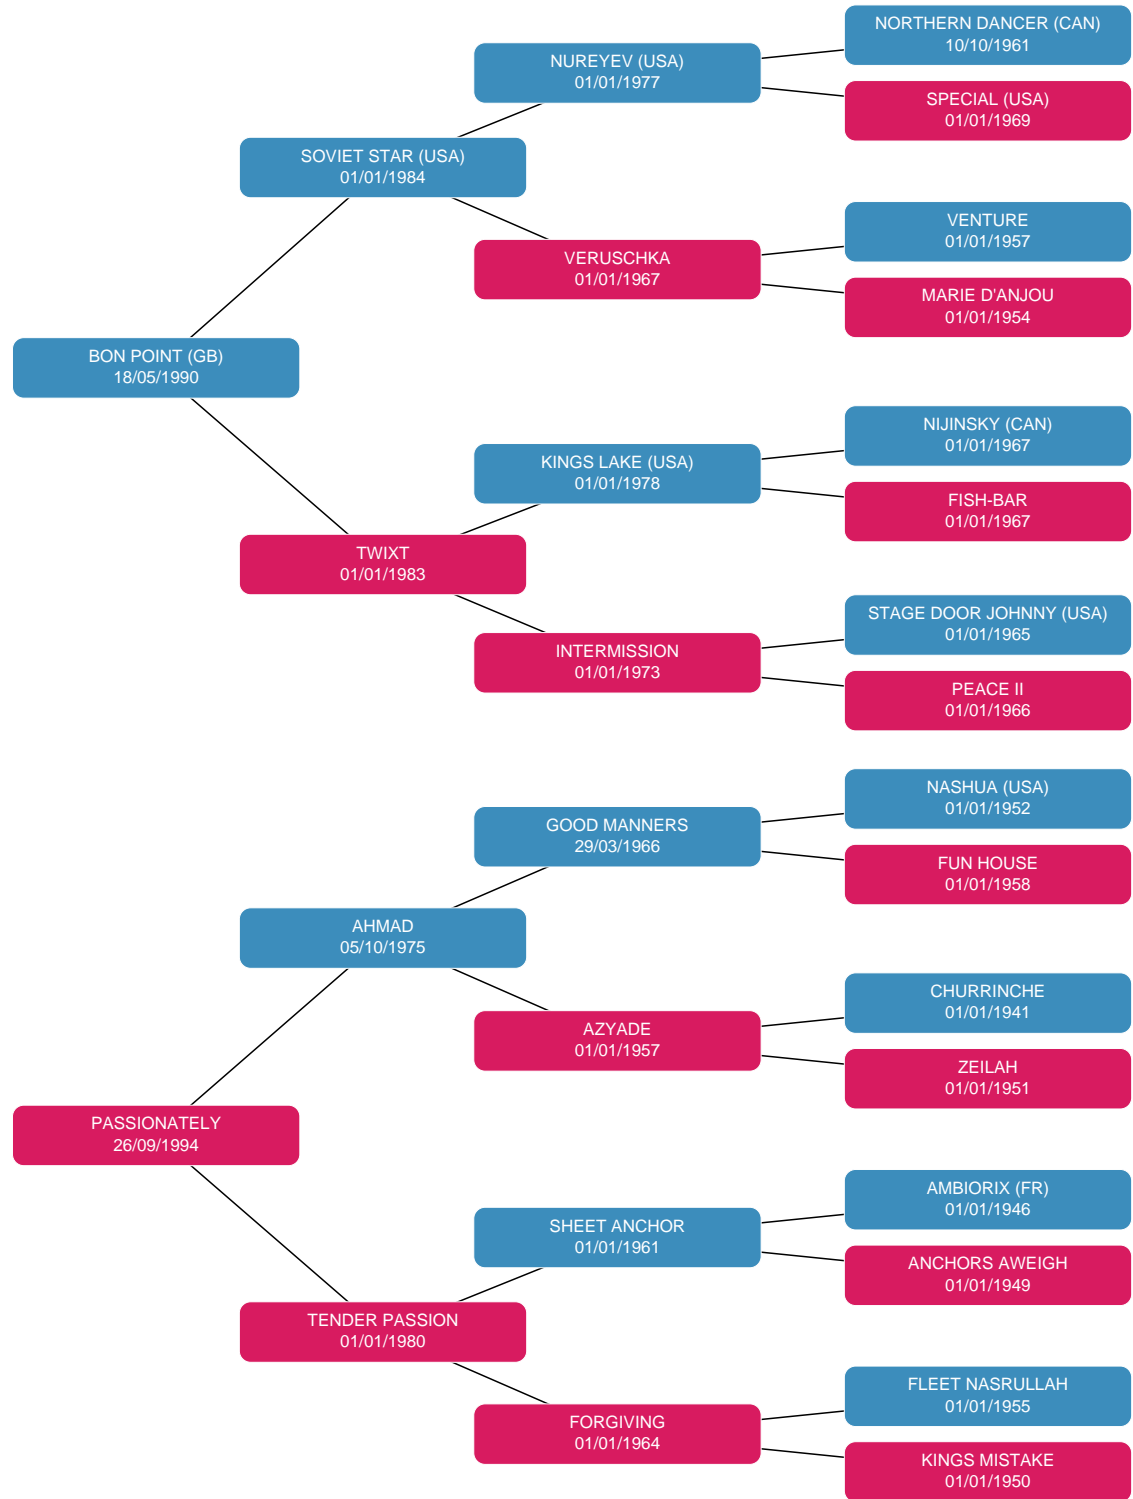 NORTHERN DANCER (CAN)
10/10/1961
NUREYEV (USA)
01/01/1977
SPECIAL (USA)
01/01/1969
SOVIET STAR (USA)
01/01/1984
VENTURE
01/01/1957
VERUSCHKA
01/01/1967
MARIE D'ANJOU
01/01/1954
BON POINT (GB)
18/05/1990
NIJINSKY (CAN)
01/01/1967
KINGS LAKE (USA)
01/01/1978
FISH-BAR
01/01/1967
TWIXT
01/01/1983
STAGE DOOR JOHNNY (USA)
01/01/1965
INTERMISSION
01/01/1973
PEACE II
01/01/1966
NASHUA (USA)
01/01/1952
GOOD MANNERS
29/03/1966
FUN HOUSE
01/01/1958
AHMAD
05/10/1975
CHURRINCHE
01/01/1941
AZYADE
01/01/1957
ZEILAH
01/01/1951
PASSIONATELY
26/09/1994
AMBIORIX (FR)
01/01/1946
SHEET ANCHOR
01/01/1961
ANCHORS AWEIGH
01/01/1949
TENDER PASSION
01/01/1980
FLEET NASRULLAH
01/01/1955
FORGIVING
01/01/1964
KINGS MISTAKE
01/01/1950